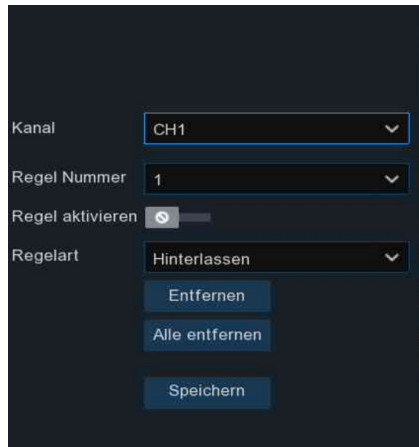 Kanal CH1
Regel Nummer 1
Regel aktivieren
Regelart Hinterlassen
Entfernen
Alle entfernen
Speichern